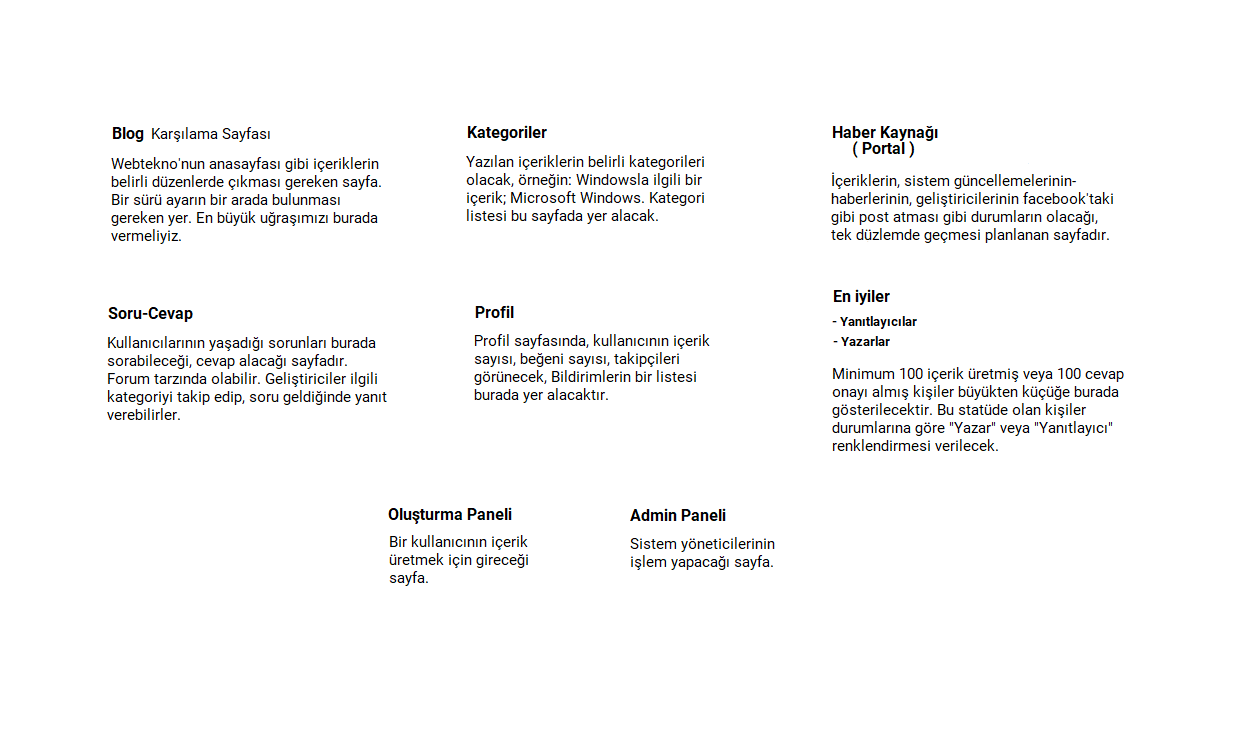 Blog Karşılama Sayfası
Webtekno'nun anasayfası gibi içeriklerin
belirli düzenlerde çıkması gereken sayfa.
Bir sürü ayarın bir arada bulunması
gereken yer. En büyük uğraşımızı burada
vermeliyiz.
Kategoriler
Yazılan içeriklerin belirli kategorileri
olacak, örneğin: Windowsla ilgili bir
içerik; Microsoft Windows. Kategori
listesi bu sayfada yer alacak.
Haber Kaynağı
( Portal )
İçeriklerin, sistem güncellemelerinin-
haberlerinin, geliştiricilerinin facebook'taki
gibi post atması gibi durumların olacağı,
tek düzlemde geçmesi planlanan sayfadır.
Soru-Cevap
Kullanıcılarının yaşadığı sorunları burada
sorabileceği, cevap alacağı sayfadır.
Forum tarzında olabilir. Geliştiriciler ilgili
kategoriyi takip edip, soru geldiğinde yanıt
verebilirler.
Profil
Profil sayfasında, kullanıcının içerik
sayısı, beğeni sayısı, takipçileri
görünecek, Bildirimlerin bir listesi
burada yer alacaktır.
En iyiler
- Yanıtlayıcılar
- Yazarlar
Minimum 100 içerik üretmiş veya 100 cevap
onayı almış kişiler büyükten küçüğe burada
gösterilecektir. Bu statüde olan kişiler
durumlarına göre "Yazar" veya "Yanıtlayıcı"
renklendirmesi verilecek.
Oluşturma Paneli
Bir kullanıcının içerik
üretmek için gireceği
sayfa.
Admin Paneli
Sistem yöneticilerinin
işlem yapacağı sayfa.